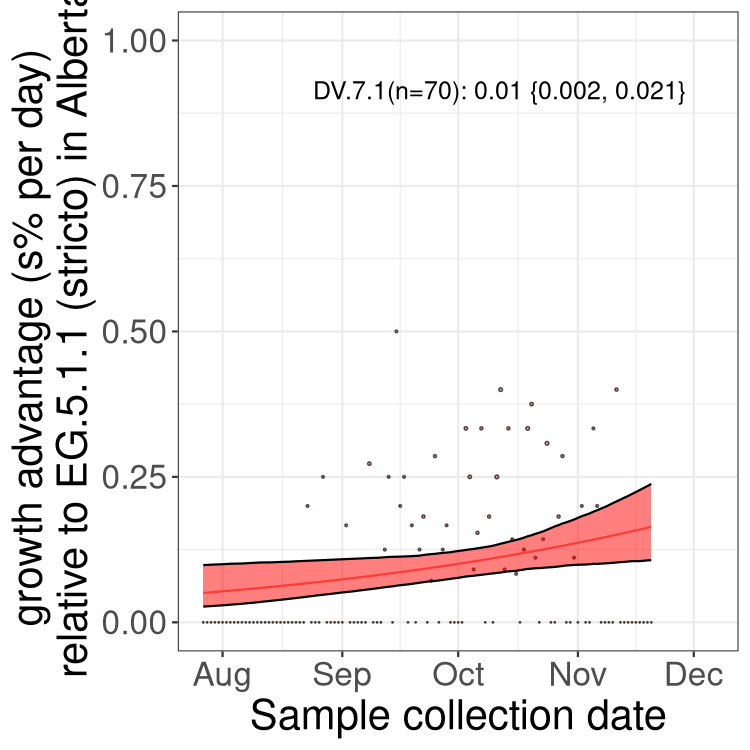 growth advantage (s% per day)
relative to EG.5.1.1 (stricto) in Alberta
1.00
DV.7.1(n=70): 0.01 {0.002, 0.021}
0.75
0.50
0.25
0.00
Aug Sep Oct Nov Dec
Sample collection date